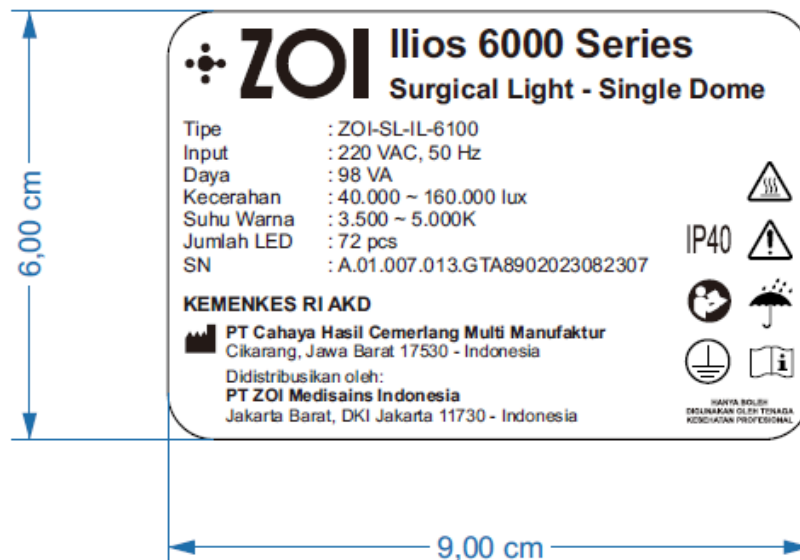 ZOI
Ilios 6000 Series
Surgical Light - Single Dome
Tipe : ZOI-SL-IL-6100
Input : 220 VAC, 50 Hz
Daya : 98 VA
Kecerahan : 40.000 ~ 160.000 lux
Suhu Warna : 3.500 ~ 5.000K
Jumlah LED : 72 pcs
SN : A.01.007.013.GTA8902023082307
IP40
KEMENKES RI AKD
PT Cahaya Hasil Cemerlang Multi Manufaktur
Cikarang, Jawa Barat 17530 - Indonesia
Didistribusikan oleh:
PT ZOI Medisains Indonesia
Jakarta Barat, DKI Jakarta 11730 - Indonesia
HANYA BOLEH
DIGUNAKAN OLEH TENAGA
KESEHATAN PROFESIONAL
6,00 cm
9,00 cm